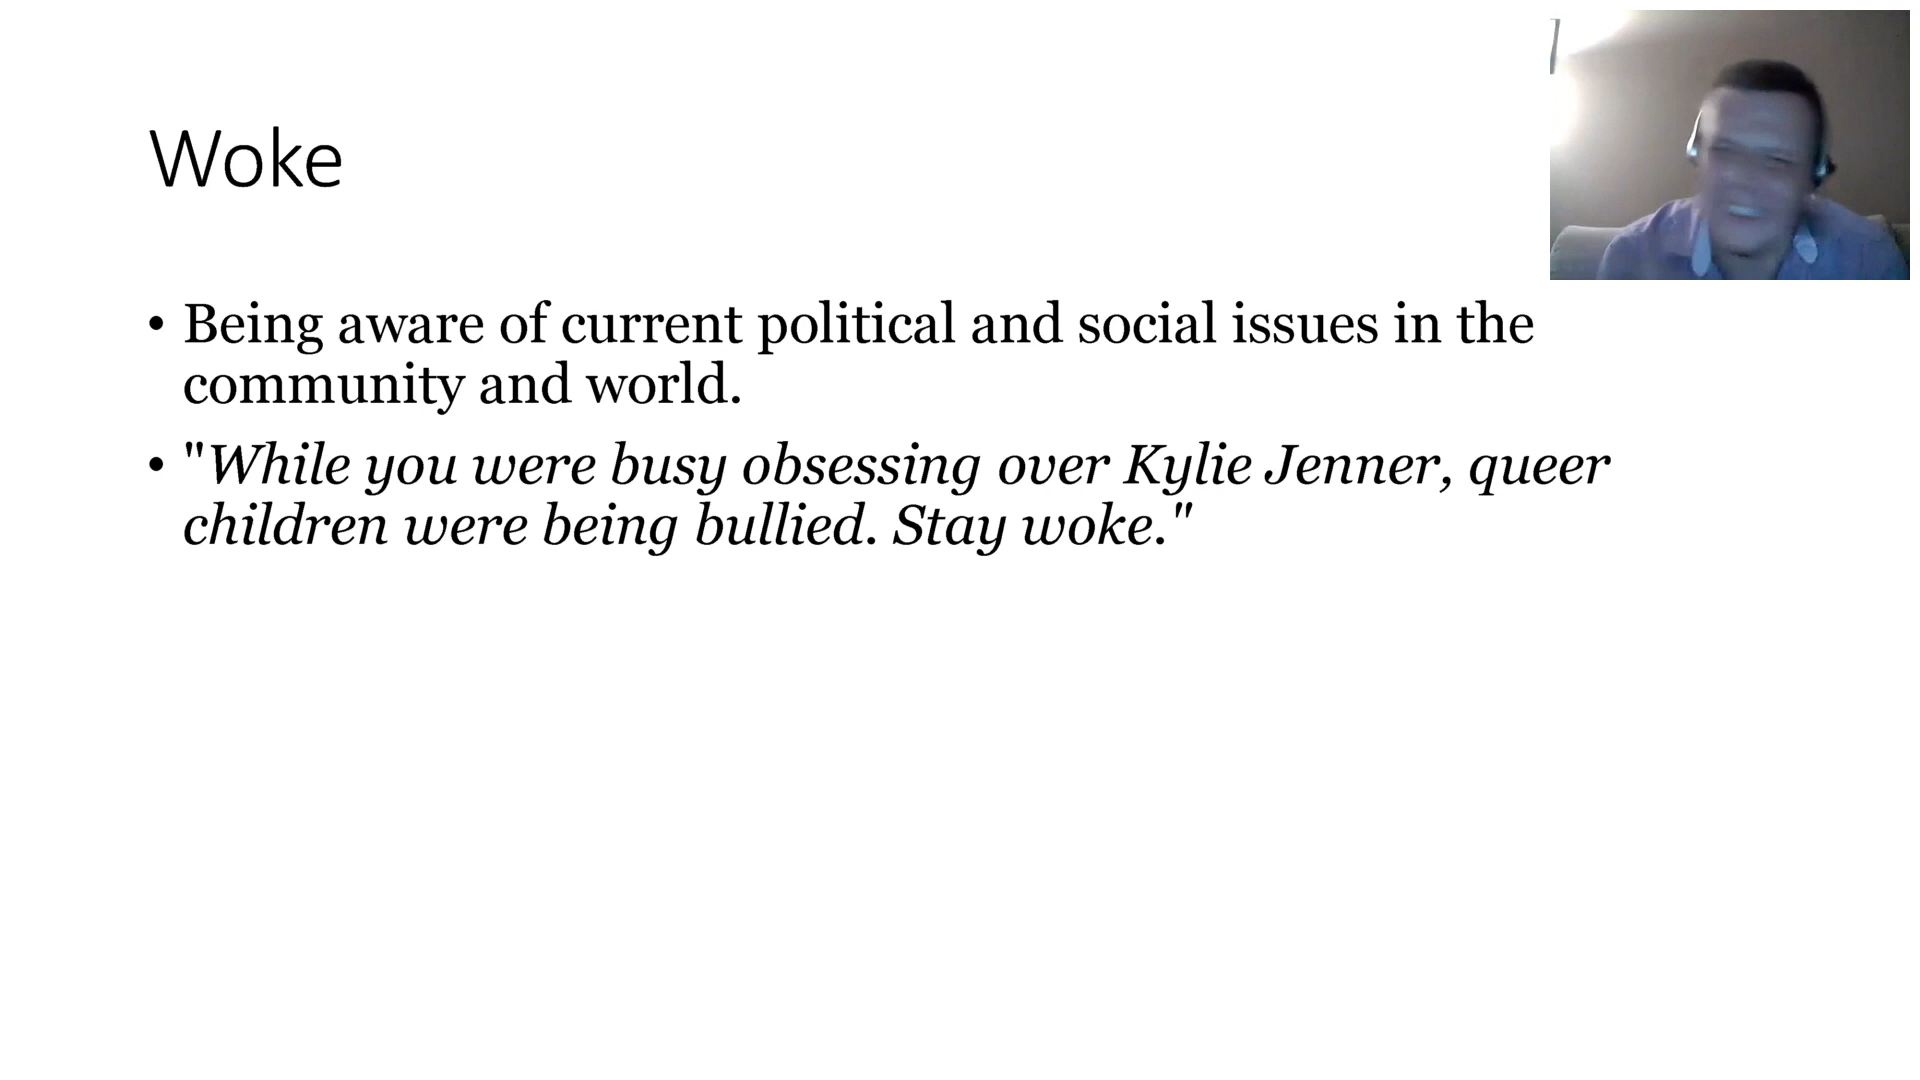 Woke
• Being aware of current political and social issues in the
community and world.
• "While you were busy obsessing over Kylie Jenner, queer
children were being bullied. Stay woke."